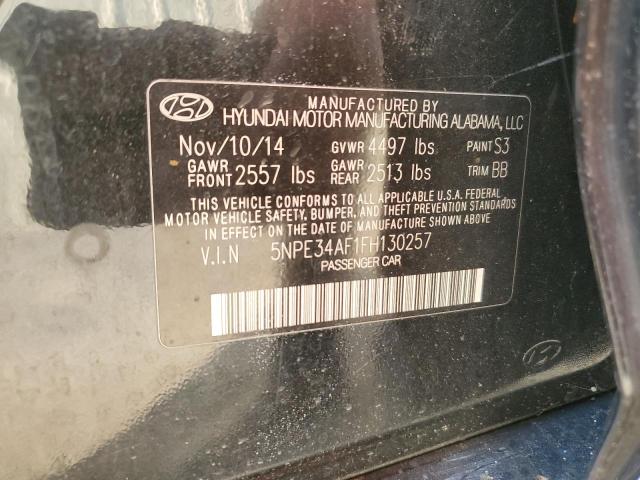 MANUFACTURED BY
HYUNDAI MOTOR MANUFACTURING ALABAMA, LLC
Nov/10/14 GVWR 4497 lbs PAINT S3
GAWR FRONT 2557 lbs GAWR REAR 2513 lbs TRIM BB
THIS VEHICLE CONFORMS TO ALL APPLICABLE U.S.A. FEDERAL
MOTOR VEHICLE SAFETY, BUMPER, AND THEFT PREVENTION STANDARDS
IN EFFECT ON THE DATE OF MANUFACTURE SHOWN ABOVE.
V.I.N 5NPE34AF1FH130257
PASSENGER CAR